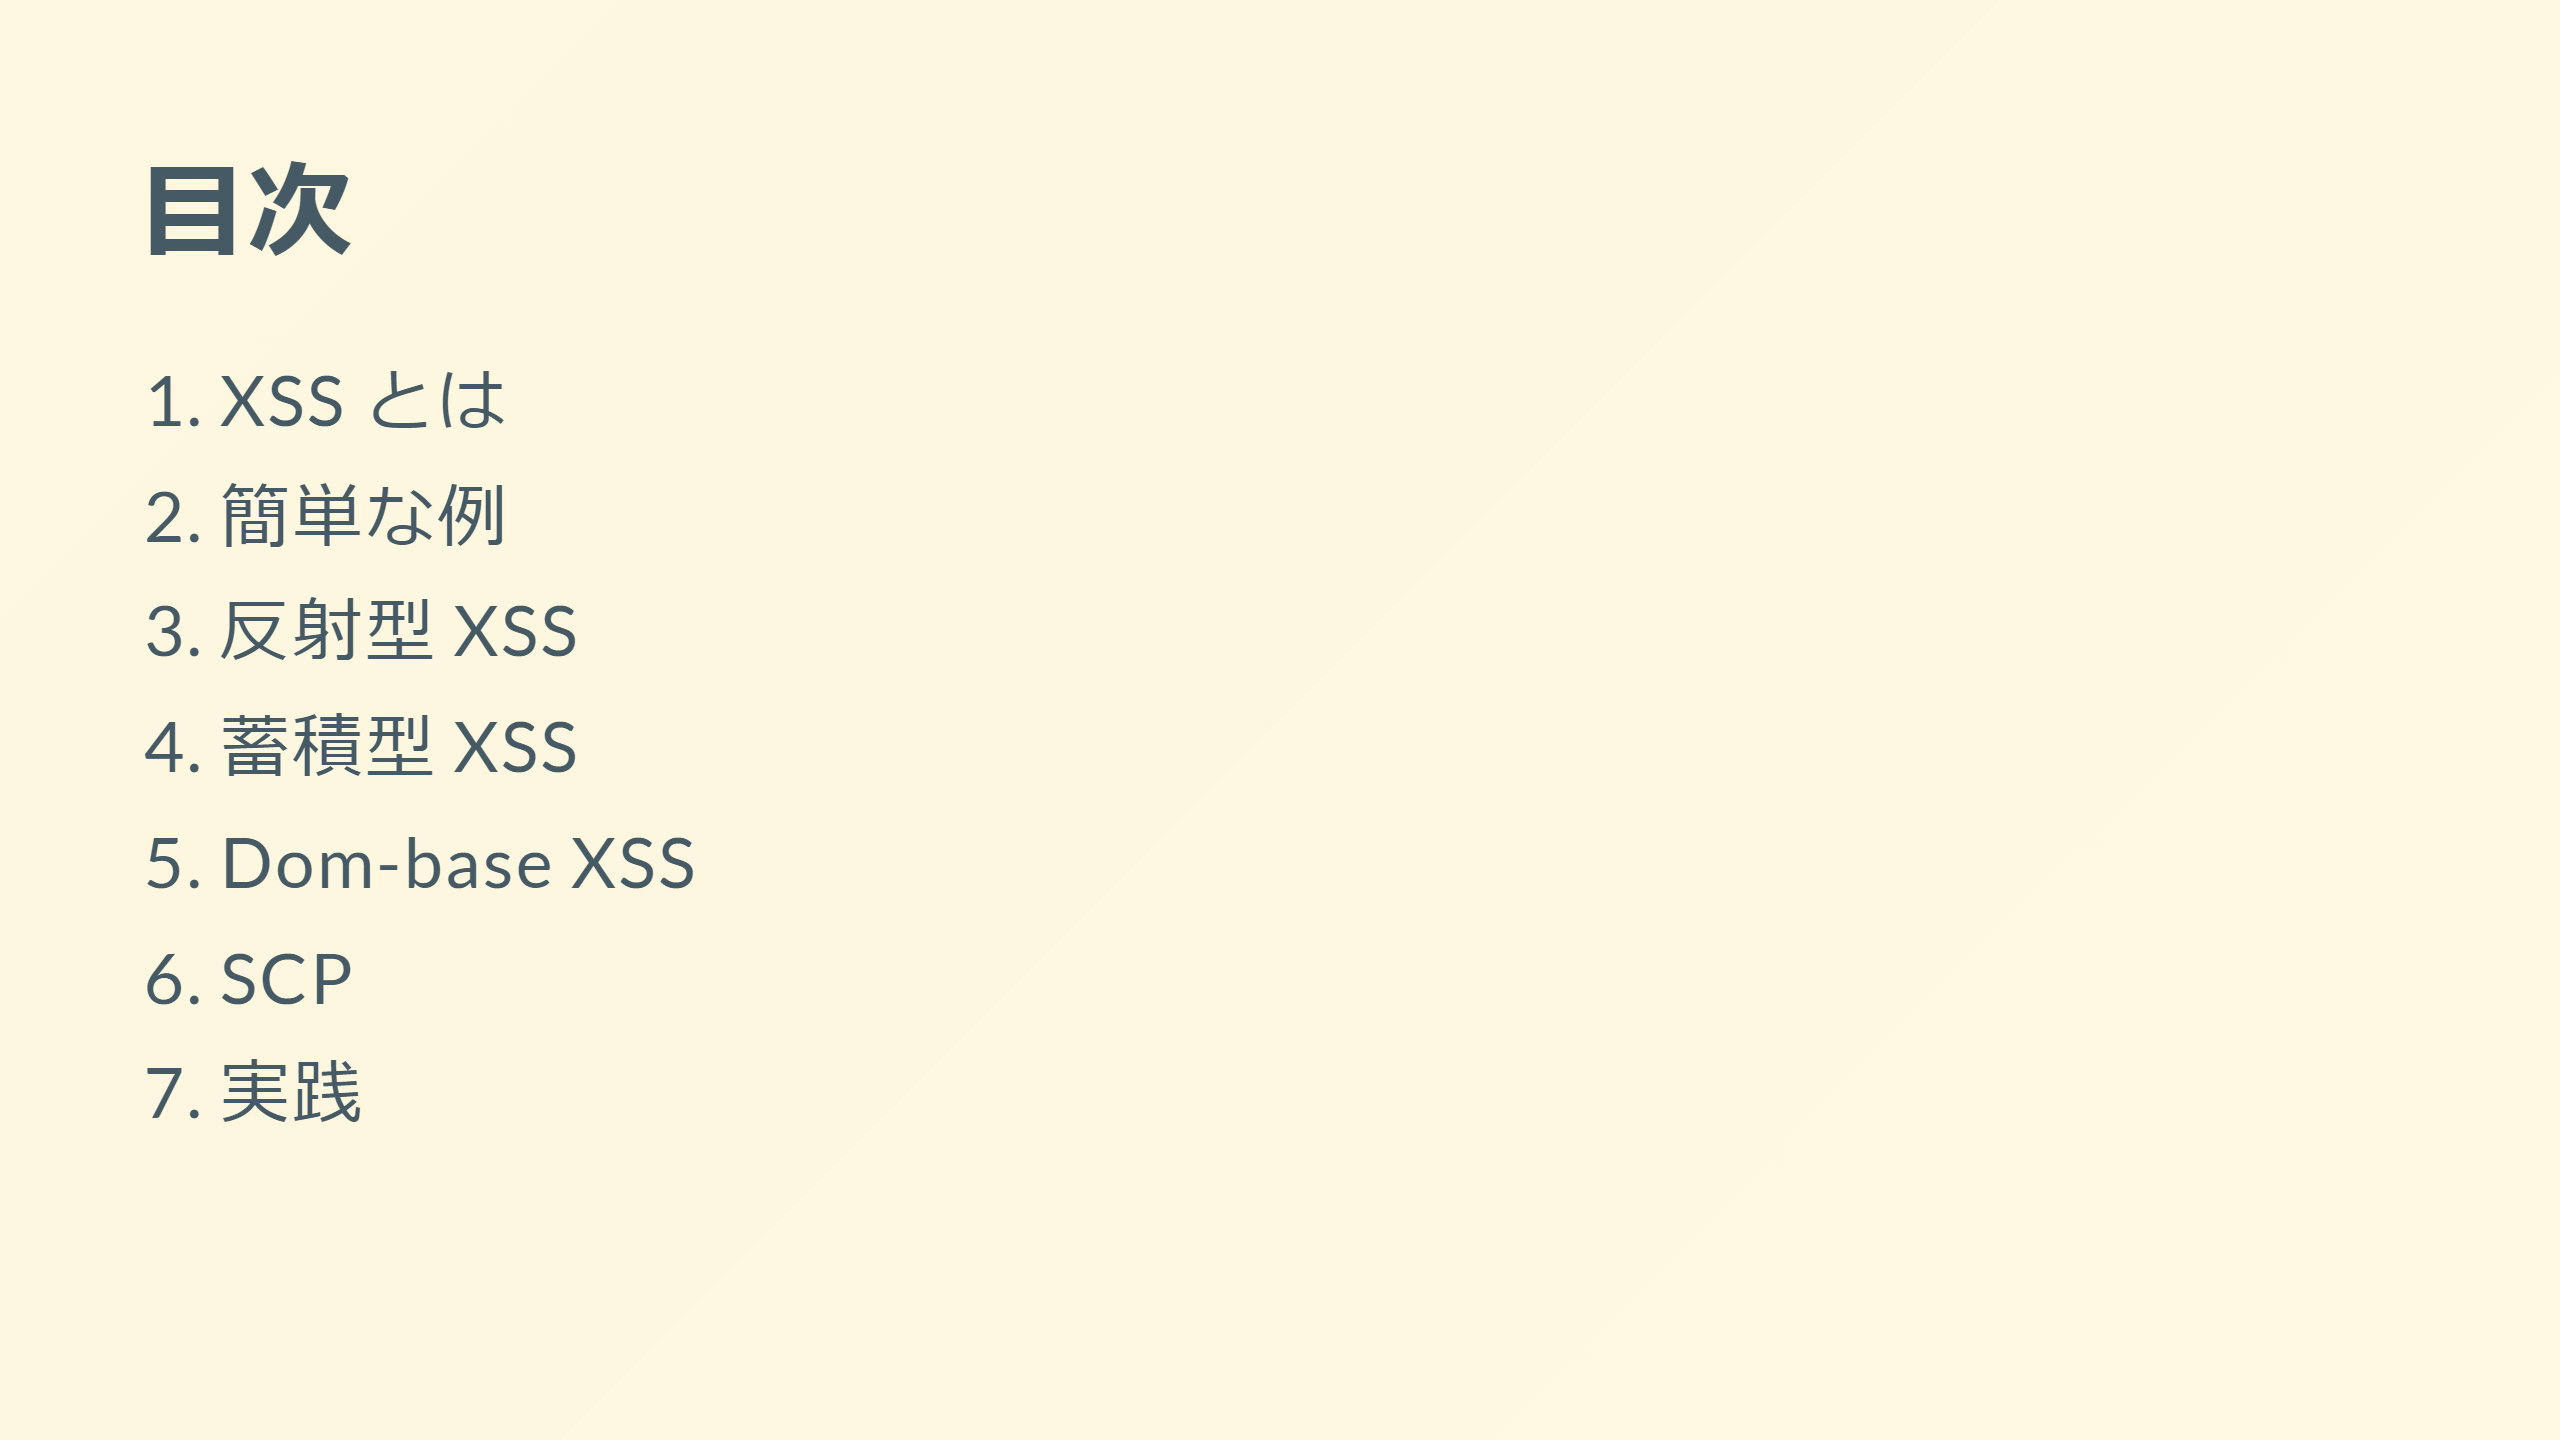 目次
1. XSS とは
2. 簡単な例
3. 反射型 XSS
4. 蓄積型 XSS
5. Dom-base XSS
6. SCP
7. 実践